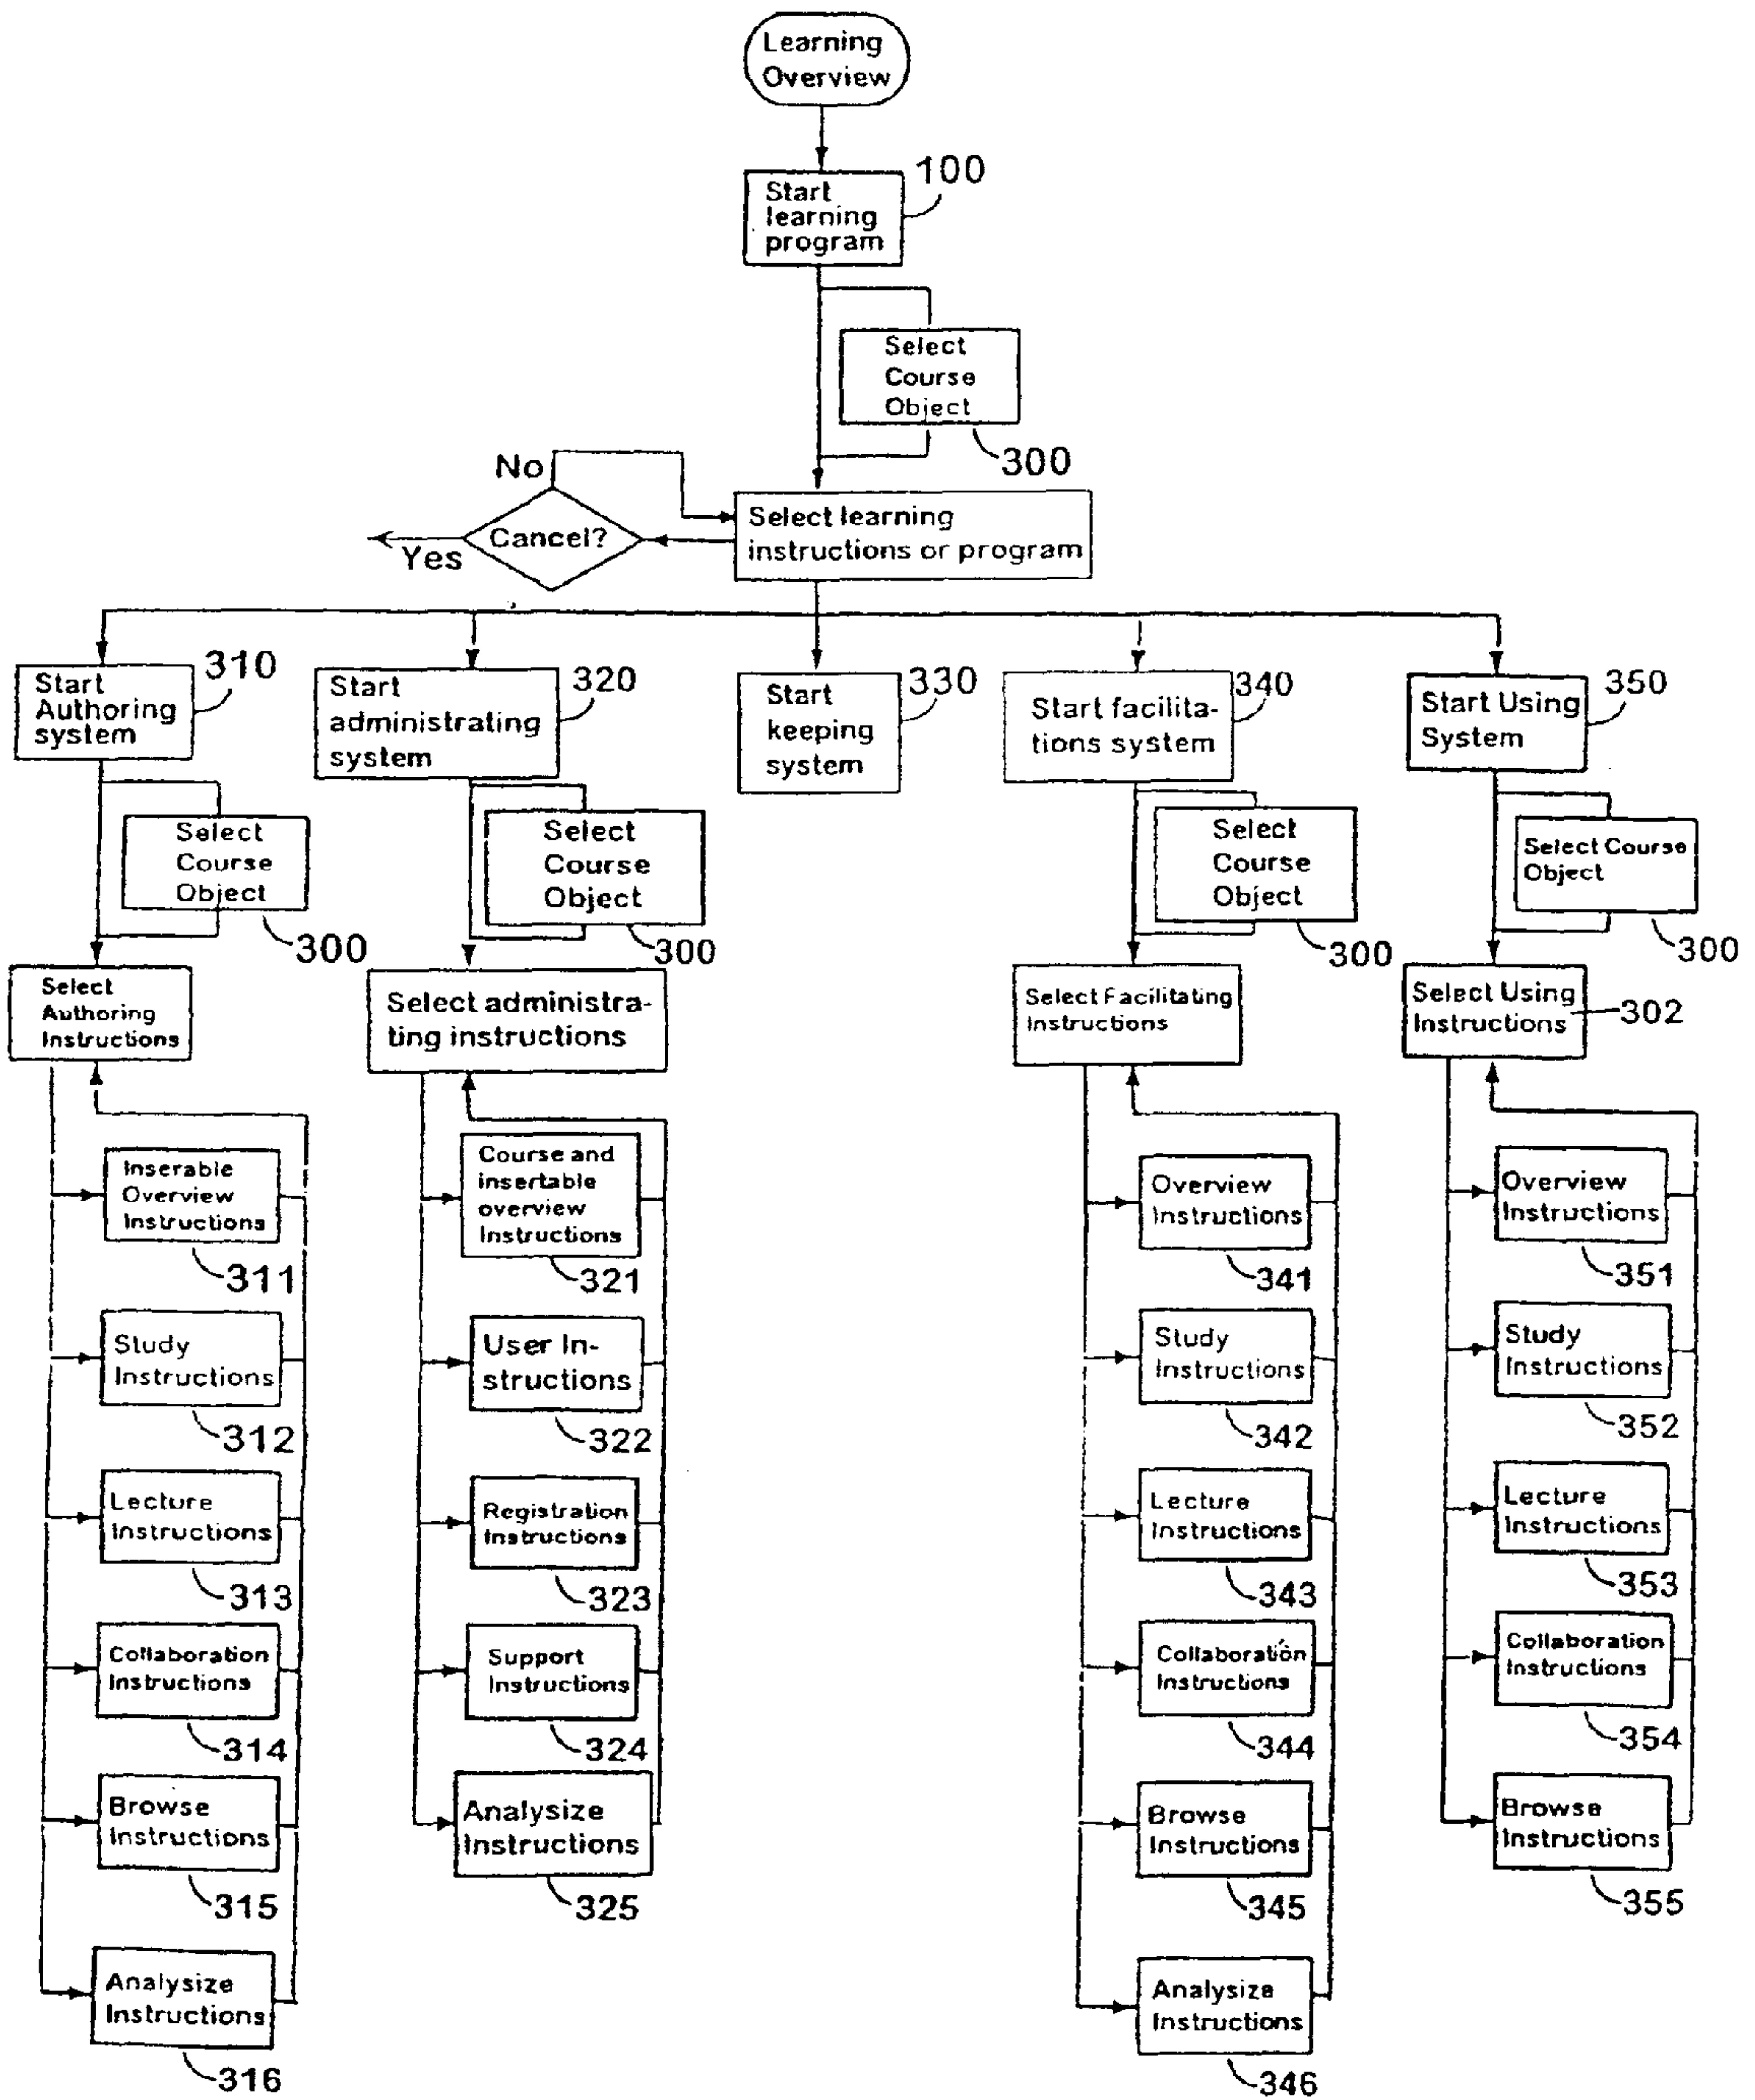 Learning
Overview
100
Start
learning
program
Select
Course
Object
300
No
Cancel?
Yes
Select learning
instructions or program
310
Start
Authoring
system
320
Start
administrating
system
330
Start
keeping
system
340
Start facilita-
tions system
350
Start Using
System
Select
Course
Object
300
Select
Course
Object
300
Select
Course
Object
300
Select Course
Object
300
Select
Authoring
Instructions
Select administra-
ting instructions
Select Facilitating
Instructions
Select Using
Instructions
302
Inserable
Overview
Instructions
311
Study
Instructions
312
Lecture
Instructions
313
Collaboration
Instructions
314
Browse
Instructions
315
Analysize
Instructions
316
Course and
insertable
overview
Instructions
321
User In-
structions
322
Registration
Instructions
323
Support
Instructions
324
Analysize
Instructions
325
Overview
Instructions
341
Study
Instructions
342
Lecture
Instructions
343
Collaboration
Instructions
344
Browse
Instructions
345
Analysize
Instructions
346
Overview
Instructions
351
Study
Instructions
352
Lecture
Instructions
353
Collaboration
Instructions
354
Browse
Instructions
355